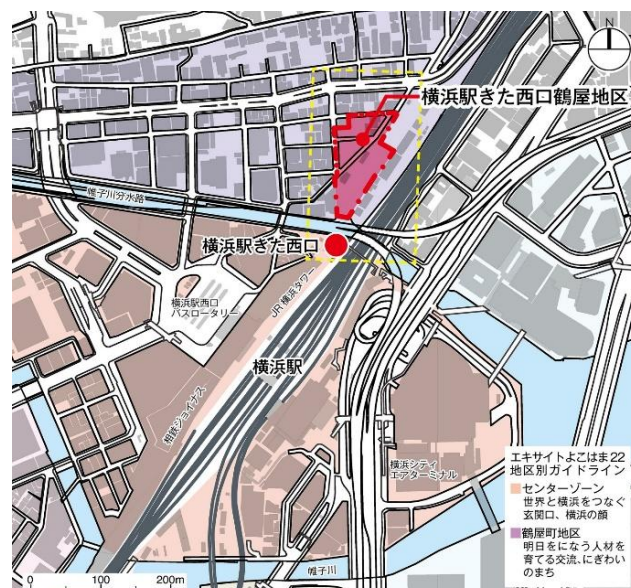 N
横浜駅きた西口鶴屋地区
帷子川分水路
横浜駅きた西口
JR横浜タワー
横浜駅西口
バスロータリー
横浜駅
相鉄ジョイナス
横浜シティ
エアターミナル
帷子川
エキサイトよこはま22
地区別ガイドライン
センターゾーン
世界と横浜をつなぐ
玄関口、横浜の顔
鶴屋町地区
明日をになう人材を
育てる交流、にぎわい
のまち
0 100 200m